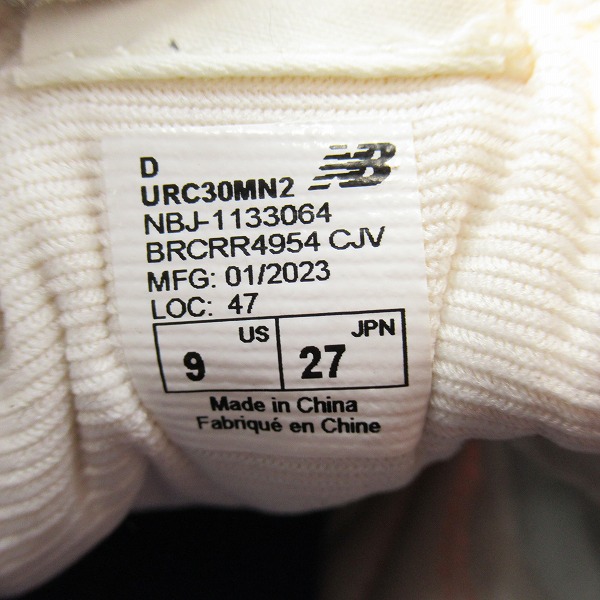 D
URC30MN2 NB
NBJ-1133064
BRCRR4954 CJV
MFG: 01/2023
LOC: 47
US JPN
9 27
Made in China
Fabriqué en Chine